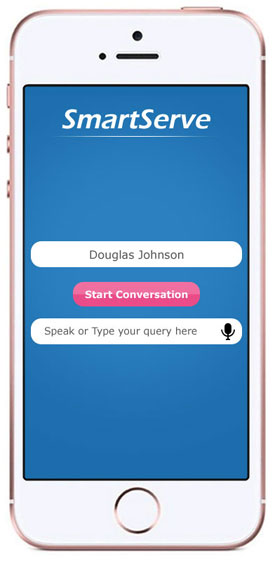 SmartServe
Douglas Johnson
Start Conversation
Speak or Type your query here